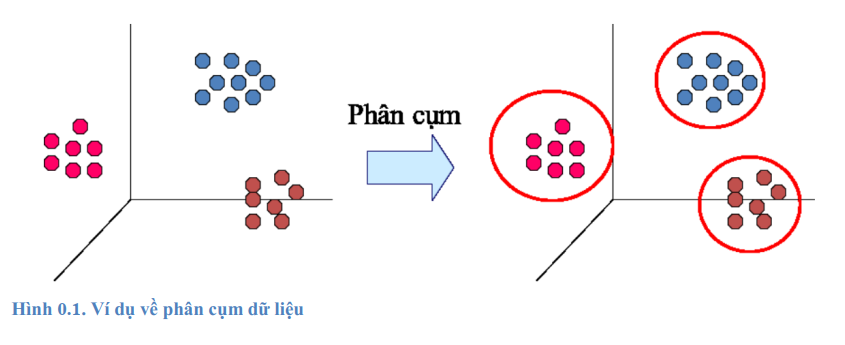 Phân cụm
Hình 0.1. Ví dụ về phân cụm dữ liệu